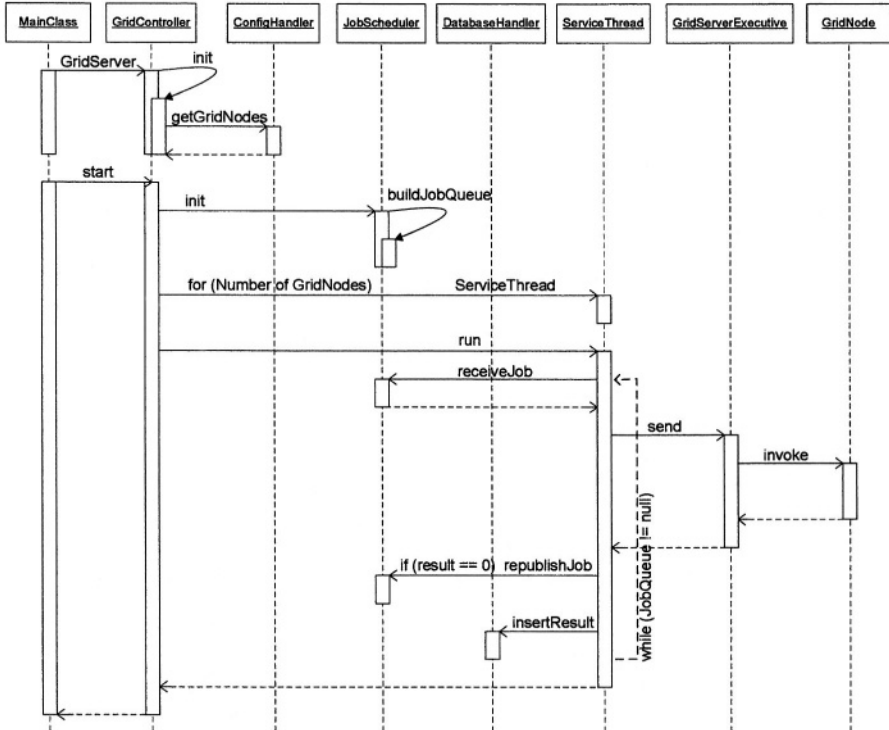 MainClass GridController ConfigHandler JobScheduler DatabaseHandler ServiceThread GridServerExecutive GridNode
GridServer init
getGridNodes
start
init buildJobQueue
for (Number of GridNodes) ServiceThread
run
receiveJob
send
invoke
while (JobQueue != null)
if (result == 0) republishJob
insertResult